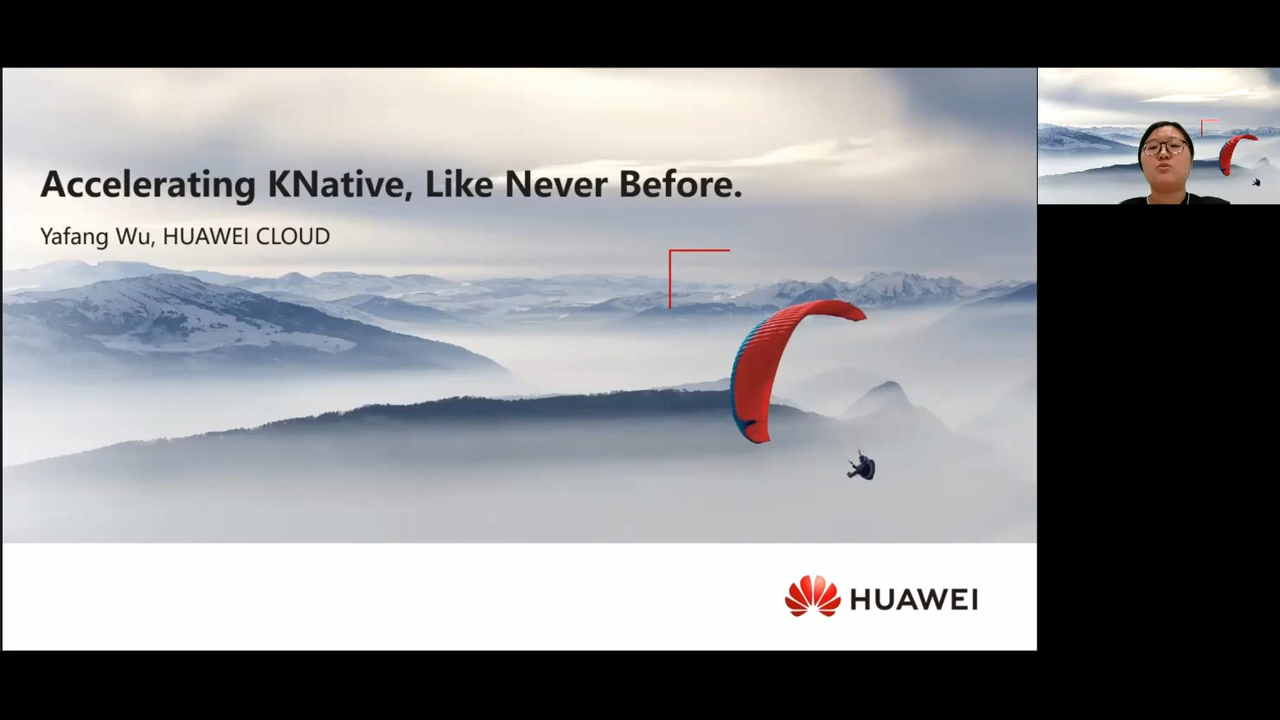 Accelerating KNative, Like Never Before.
Yafang Wu, HUAWEI CLOUD
HUAWEI